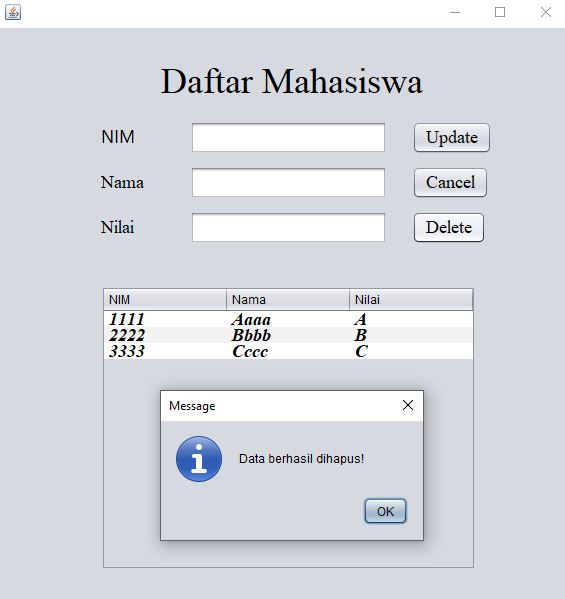 Daftar Mahasiswa
NIM
Update
Nama
Cancel
Nilai
Delete
NIM Nama Nilai
1111 Aaaa A
2222 Bbbb B
3333 Cccc C
Message
Data berhasil dihapus!
OK